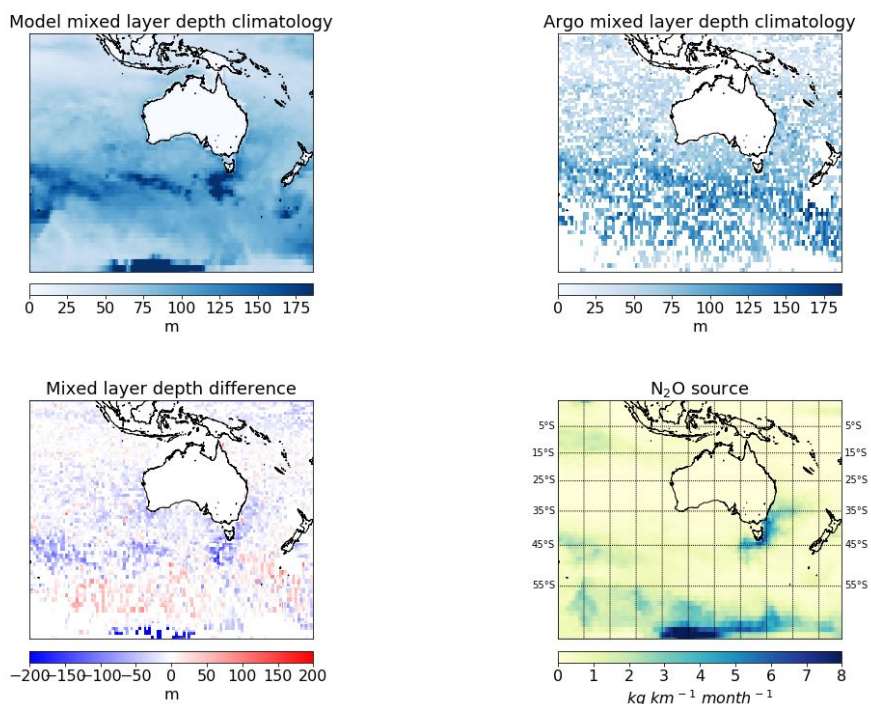 Model mixed layer depth climatology
Argo mixed layer depth climatology
0 25 50 75 100 125 150 175
m
0 25 50 75 100 125 150 175
m
Mixed layer depth difference
N₂O source
5°S 5°S
15°S 15°S
25°S 25°S
35°S 35°S
45°S 45°S
55°S 55°S
−200 −150 −100 −50 0 50 100 150 200
m
0 1 2 3 4 5 6 7 8
kg km⁻¹ month⁻¹